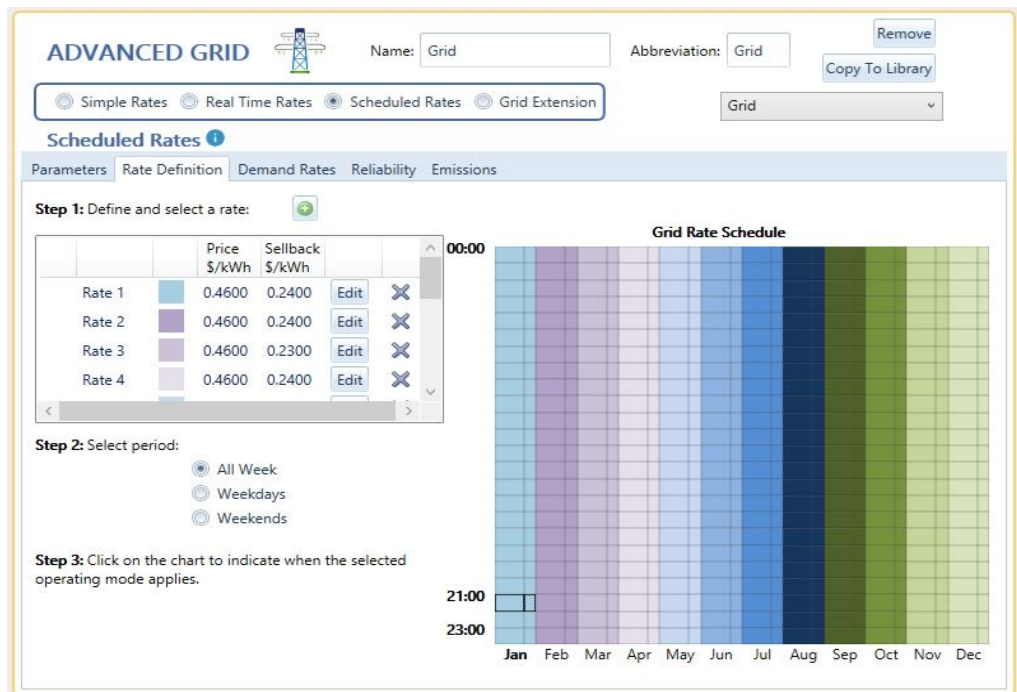 ADVANCED GRID Name: Grid Abbreviation: Grid Remove
Copy To Library
Simple Rates Real Time Rates Scheduled Rates Grid Extension Grid
Scheduled Rates i
Parameters Rate Definition Demand Rates Reliability Emissions
Step 1: Define and select a rate:
Grid Rate Schedule
Price Sellback 00:00
$/kWh $/kWh
Rate 1 0.4600 0.2400 Edit
Rate 2 0.4600 0.2400 Edit
Rate 3 0.4600 0.2300 Edit
Rate 4 0.4600 0.2400 Edit
Step 2: Select period:
All Week
Weekdays
Weekends
Step 3: Click on the chart to indicate when the selected
operating mode applies.
21:00
23:00
Jan Feb Mar Apr May Jun Jul Aug Sep Oct Nov Dec